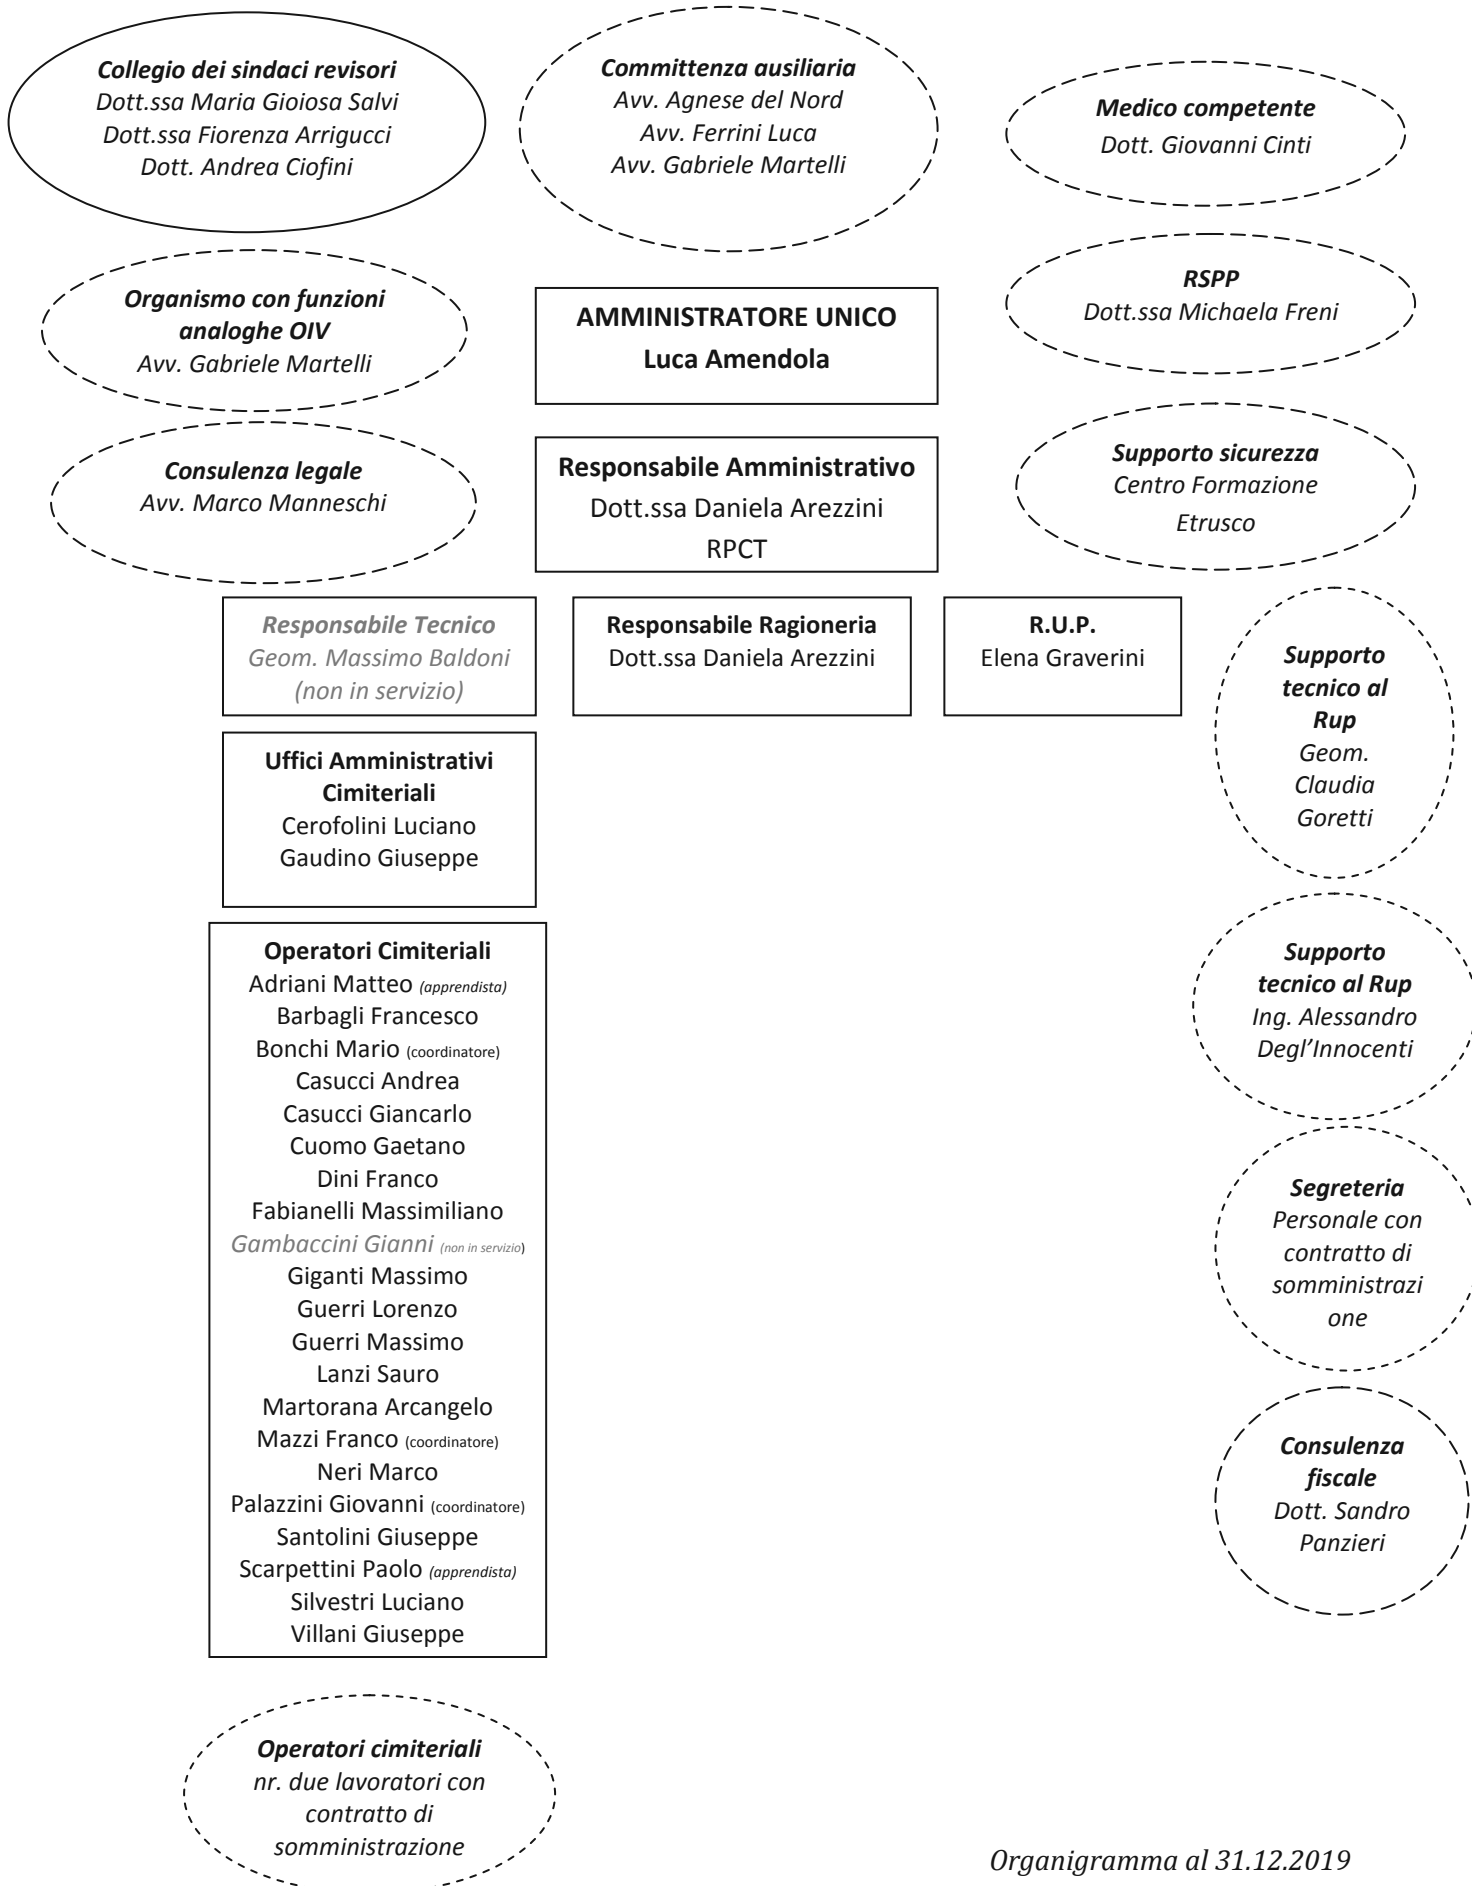 Collegio dei sindaci revisori
Dott.ssa Maria Gioiosa Salvi
Dott.ssa Fiorenza Arrigucci
Dott. Andrea Ciofini
Committenza ausiliaria
Avv. Agnese del Nord
Avv. Ferrini Luca
Avv. Gabriele Martelli
Medico competente
Dott. Giovanni Cinti
Organismo con funzioni
analoghe OIV
Avv. Gabriele Martelli
AMMINISTRATORE UNICO
Luca Amendola
RSPP
Dott.ssa Michaela Freni
Consulenza legale
Avv. Marco Manneschi
Responsabile Amministrativo
Dott.ssa Daniela Arezzini
RPCT
Supporto sicurezza
Centro Formazione
Etrusco
Responsabile Tecnico
Geom. Massimo Baldoni
(non in servizio)
Responsabile Ragioneria
Dott.ssa Daniela Arezzini
R.U.P.
Elena Graverini
Supporto
tecnico al
Rup
Geom.
Claudia
Goretti
Uffici Amministrativi
Cimiteriali
Cerofolini Luciano
Gaudino Giuseppe
Operatori Cimiteriali
Adriani Matteo (apprendista)
Barbagli Francesco
Bonchi Mario (coordinatore)
Casucci Andrea
Casucci Giancarlo
Cuomo Gaetano
Dini Franco
Fabianelli Massimiliano
Gambaccini Gianni (non in servizio)
Giganti Massimo
Guerri Lorenzo
Guerri Massimo
Lanzi Sauro
Martorana Arcangelo
Mazzi Franco (coordinatore)
Neri Marco
Palazzini Giovanni (coordinatore)
Santolini Giuseppe
Scarpettini Paolo (apprendista)
Silvestri Luciano
Villani Giuseppe
Supporto
tecnico al Rup
Ing. Alessandro
Degl’Innocenti
Segreteria
Personale con
contratto di
somministrazi
one
Consulenza
fiscale
Dott. Sandro
Panzieri
Operatori cimiteriali
nr. due lavoratori con
contratto di
somministrazione
Organigramma al 31.12.2019